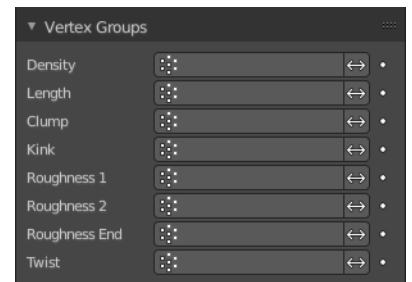 Vertex Groups
Density
Length
Clump
Kink
Roughness 1
Roughness 2
Roughness End
Twist